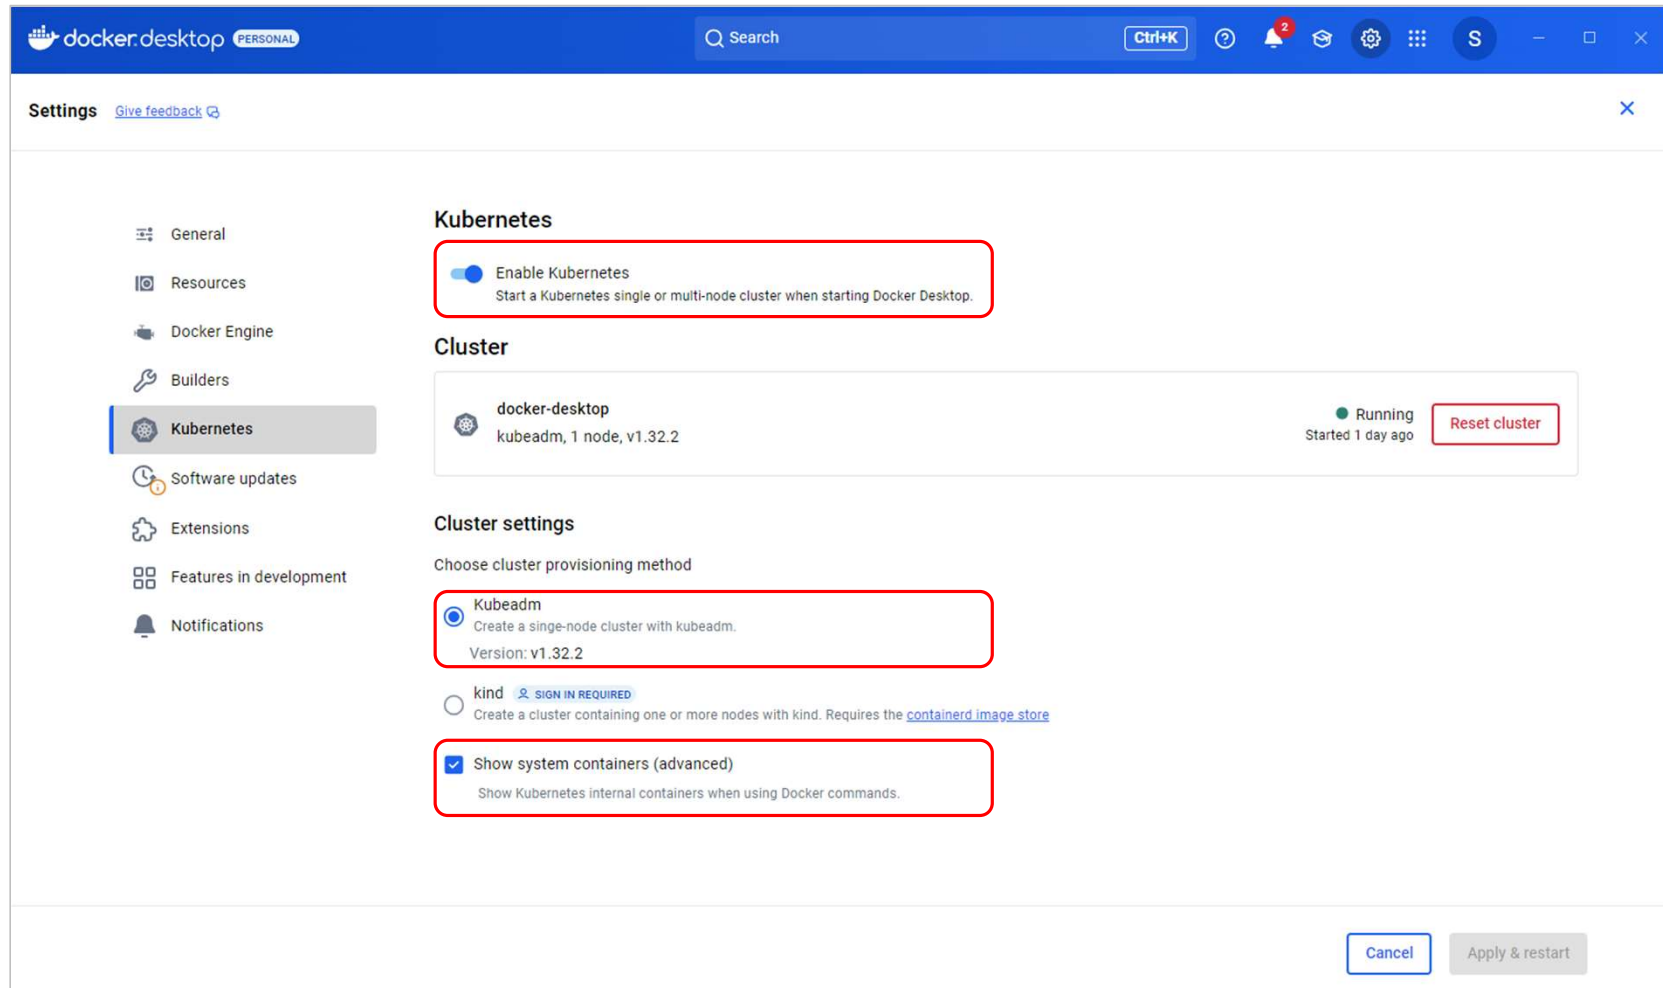 docker.desktop PERSONAL
Search
Ctrl+K
2
S
Settings Give feedback
General
Resources
Docker Engine
Builders
Kubernetes
Software updates
Extensions
Features in development
Notifications
Kubernetes
Enable Kubernetes
Start a Kubernetes single or multi-node cluster when starting Docker Desktop.
Cluster
docker-desktop
kubeadm, 1 node, v1.32.2
Running
Started 1 day ago
Reset cluster
Cluster settings
Choose cluster provisioning method
Kubeadm
Create a singe-node cluster with kubeadm.
Version: v1.32.2
kind SIGN IN REQUIRED
Create a cluster containing one or more nodes with kind. Requires the containerd image store
Show system containers (advanced)
Show Kubernetes internal containers when using Docker commands.
Cancel
Apply & restart